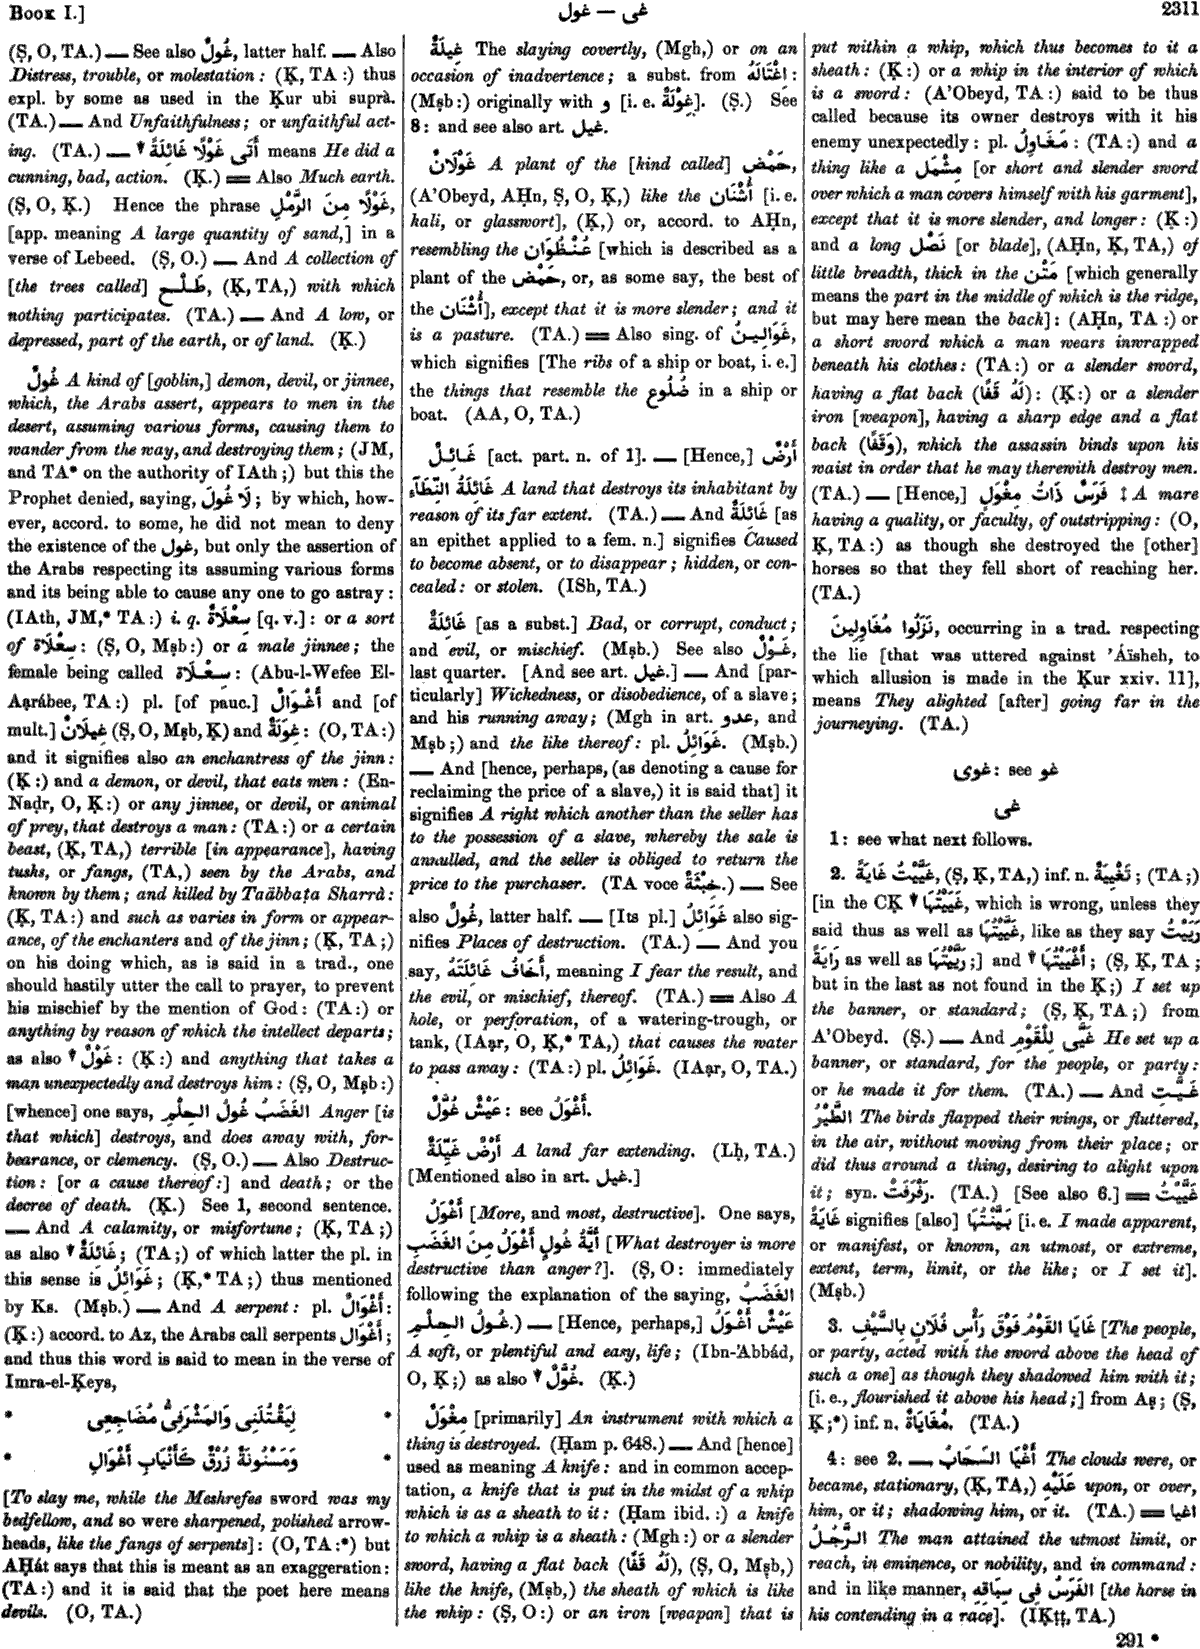 Book I.]
غى — غول
2311
(Ṣ, O, TA.) — See also غُولٌ, latter half. — Also
Distress, trouble, or molestation : (Ḳ, TA :) thus
expl. by some as used in the Ḳur ubi suprà.
(TA.) — And Unfaithfulness ; or unfaithful act-
ing. (TA.) — أَتَى غَوْلًا غَائِلَةً ▼ means He did a
cunning, bad, action. (Ḳ.) = Also Much earth.
(Ṣ, O, Ḳ.) Hence the phrase غَوْلًا مِنَ الرَّمْلِ,
[app. meaning A large quantity of sand,] in a
verse of Lebeed. (Ṣ, O.) — And A collection of
[the trees called] طَلْح, (Ḳ, TA,) with which
nothing participates. (TA.) — And A low, or
depressed, part of the earth, or of land. (Ḳ.)
غُولٌ A kind of [goblin,] demon, devil, or jinnee,
which, the Arabs assert, appears to men in the
desert, assuming various forms, causing them to
wander from the way, and destroying them ; (JM,
and TA* on the authority of IAth ;) but this the
Prophet denied, saying, لَا غُولَ ; by which, how-
ever, accord. to some, he did not mean to deny
the existence of the غول, but only the assertion of
the Arabs respecting its assuming various forms
and its being able to cause any one to go astray :
(IAth, JM,* TA :) i. q. سِعْلَاةٌ [q. v.] : or a sort
of سِعْلَاة : (Ṣ, O, Mṣb :) or a male jinnee ; the
female being called سِعْلَاة : (Abu-l-Wefee El-
Aạrábee, TA :) pl. [of pauc.] أَغْوَالٌ and [of
mult.] غِيلَانٌ (Ṣ, O, Mṣb, Ḳ) and غِوَلَةٌ : (O, TA :)
and it signifies also an enchantress of the jinn :
(Ḳ :) and a demon, or devil, that eats men : (En-
Naḍr, O, Ḳ :) or any jinnee, or devil, or animal
of prey, that destroys a man : (TA :) or a certain
beast, (Ḳ, TA,) terrible [in appearance], having
tusks, or fangs, (TA,) seen by the Arabs, and
known by them ; and killed by Taäbbaṭa Sharrà :
(Ḳ, TA :) and such as varies in form or appear-
ance, of the enchanters and of the jinn ; (Ḳ, TA ;)
on his doing which, as is said in a trad., one
should hastily utter the call to prayer, to prevent
his mischief by the mention of God : (TA :) or
anything by reason of which the intellect departs ;
as also ▼ غَوْلٌ : (Ḳ :) and anything that takes a
man unexpectedly and destroys him : (Ṣ, O, Mṣb :)
[whence] one says, الغَضَبُ غُولُ الحِلْمِ Anger [is
that which] destroys, and does away with, for-
bearance, or clemency. (Ṣ, O.) — Also Destruc-
tion : [or a cause thereof :] and death ; or the
decree of death. (Ḳ.) See 1, second sentence.
— And A calamity, or misfortune ; (Ḳ, TA ;)
as also ▼ غَائِلَةٌ ; (TA ;) of which latter the pl. in
this sense is غَوَائِلُ ; (Ḳ,* TA ;) thus mentioned
by Ks. (Mṣb.) — And A serpent : pl. أَغْوَالٌ :
(Ḳ :) accord. to Az, the Arabs call serpents أَغْوَال ;
and thus this word is said to mean in the verse of
Imra-el-Ḳeys,
* لِيَقْتُلَنِى وَالمَشْرَفِىُّ مُضَاجِعِى *
* وَمَسْنُونَةٌ زُرْقٌ كَأَنْيَابِ أَغْوَالِ *
[To slay me, while the Meshrefee sword was my
bedfellow, and so were sharpened, polished arrow-
heads, like the fangs of serpents] : (O, TA :*) but
AḤát says that this is meant as an exaggeration :
(TA :) and it is said that the poet here means
devils. (O, TA.)
غِيلَةٌ The slaying covertly, (Mgh,) or on an
occasion of inadvertence ; a subst. from اِغْتَالَهُ :
(Mṣb :) originally with و [i. e. غِوْلَةٌ]. (Ṣ.) See
8 : and see also art. غيل.
غَوْلَانٌ A plant of the [kind called] حَمْض,
(A'Obeyd, AḤn, Ṣ, O, Ḳ,) like the أُشْنَان [i. e.
kali, or glasswort], (Ḳ,) or, accord. to AḤn,
resembling the عُنْظُوَان [which is described as a
plant of the حَمْض, or, as some say, the best of
the أُشْنَان], except that it is more slender ; and it
is a pasture. (TA.) = Also sing. of غَوَالِينُ,
which signifies [The ribs of a ship or boat, i. e.]
the things that resemble the ضُلُوع in a ship or
boat. (AA, O, TA.)
غَائِلٌ [act. part. n. of 1]. — [Hence,] أَرْضٌ
غَائِلَةُ النَّطَآءِ A land that destroys its inhabitant by
reason of its far extent. (TA.) — And غَائِلَةٌ [as
an epithet applied to a fem. n.] signifies Caused
to become absent, or to disappear ; hidden, or con-
cealed : or stolen. (ISh, TA.)
غَائِلَةٌ [as a subst.] Bad, or corrupt, conduct ;
and evil, or mischief. (Mṣb.) See also غَوْلٌ,
last quarter. [And see art. غيل.] — And [par-
ticularly] Wickedness, or disobedience, of a slave ;
and his running away ; (Mgh in art. عدو, and
Mṣb ;) and the like thereof : pl. غَوَائِلُ. (Mṣb.)
— And [hence, perhaps, (as denoting a cause for
reclaiming the price of a slave,) it is said that] it
signifies A right which another than the seller has
to the possession of a slave, whereby the sale is
annulled, and the seller is obliged to return the
price to the purchaser. (TA voce خِبْثَةٌ.) — See
also غُولٌ, latter half. — [Its pl.] غَوَائِلُ also sig-
nifies Places of destruction. (TA.) — And you
say, أَخَافُ غَائِلَتَهُ, meaning I fear the result, and
the evil, or mischief, thereof. (TA.) = Also A
hole, or perforation, of a watering-trough, or
tank, (IAạr, O, Ḳ,* TA,) that causes the water
to pass away : (TA :) pl. غَوَائِلُ. (IAạr, O, TA.)
عَيْشٌ غُوَّلٌ : see أَغْوَلُ.
أَرْضٌ غَيِّلَةٌ A land far extending. (Lḥ, TA.)
[Mentioned also in art. غيل.]
أَغْوَلُ [More, and most, destructive]. One says,
أَيَّةُ غُولٍ أَغْوَلُ مِنَ الغَضَبِ [What destroyer is more
destructive than anger ?]. (Ṣ, O : immediately
following the explanation of the saying, الغَضَبُ
غُولُ الحِلْمِ.) — [Hence, perhaps,] عَيْشٌ أَغْوَلُ
A soft, or plentiful and easy, life ; (Ibn-'Abbád,
O, Ḳ ;) as also ▼ غُوَّلٌ. (Ḳ.)
مِغْوَلٌ [primarily] An instrument with which a
thing is destroyed. (Ḥam p. 648.) — And [hence]
used as meaning A knife : and in common accep-
tation, a knife that is put in the midst of a whip
which is as a sheath to it : (Ḥam ibid. :) a knife
to which a whip is a sheath : (Mgh :) or a slender
sword, having a flat back (لَهُ قَفًا), (Ṣ, O, Mṣb,)
like the knife, (Mṣb,) the sheath of which is like
the whip : (Ṣ, O :) or an iron [weapon] that is
put within a whip, which thus becomes to it a
sheath : (Ḳ :) or a whip in the interior of which
is a sword : (A'Obeyd, TA :) said to be thus
called because its owner destroys with it his
enemy unexpectedly : pl. مَغَاوِلُ : (TA :) and a
thing like a مِشْمَل [or short and slender sword
over which a man covers himself with his garment],
except that it is more slender, and longer : (Ḳ :)
and a long نَصْل [or blade], (AḤn, Ḳ, TA,) of
little breadth, thick in the مَتْن [which generally
means the part in the middle of which is the ridge,
but may here mean the back] : (AḤn, TA :) or
a short sword which a man wears inwrapped
beneath his clothes : (TA :) or a slender sword,
having a flat back (لَهُ قَفًا) : (Ḳ :) or a slender
iron [weapon], having a sharp edge and a flat
back (وَقَفًا), which the assassin binds upon his
waist in order that he may therewith destroy men.
(TA.) — [Hence,] فَرَسٌ ذَاتُ مِغْوَلٍ ‡ A mare
having a quality, or faculty, of outstripping : (O,
Ḳ, TA :) as though she destroyed the [other]
horses so that they fell short of reaching her.
(TA.)
نَزَلُوا مُغَاوِلِينَ, occurring in a trad. respecting
the lie [that was uttered against 'Áïsheh, to
which allusion is made in the Ḳur xxiv. 11],
means They alighted [after] going far in the
journeying. (TA.)
غو see : غوى
غى
1 : see what next follows.
2. غَيَّيْتُ غَايَةً, (Ṣ, Ḳ, TA,) inf. n. تَغْيِيَةٌ ; (TA ;)
[in the CḲ ▼ غَيَيْتُهَا, which is wrong, unless they
said thus as well as غَيَّيْتُهَا, like as they say رَيَيْتُ
رَايَةً as well as رَيَّيْتُهَا ;] and ▼ أَغْيَيْتُهَا ; (Ṣ, Ḳ, TA ;
but in the last as not found in the Ḳ ;) I set up
the banner, or standard ; (Ṣ, Ḳ, TA ;) from
A'Obeyd. (Ṣ.) — And غَيَّى لِلْقَوْمِ He set up a
banner, or standard, for the people, or party :
or he made it for them. (TA.) — And غَيَّت
الطَّيْرُ The birds flapped their wings, or fluttered,
in the air, without moving from their place ; or
did thus around a thing, desiring to alight upon
it ; syn. رَفْرَفَتْ. (TA.) [See also 6.] = غَيَّيْتُ
غَايَةً signifies [also] بَيَّنْتُهَا [i. e. I made apparent,
or manifest, or known, an utmost, or extreme,
extent, term, limit, or the like ; or I set it].
(Mṣb.)
3. غَايَا القَوْمُ فَوْقَ رَأْسِ فُلَانٍ بِالسَّيْفِ [The people,
or party, acted with the sword above the head of
such a one] as though they shadowed him with it ;
[i. e., flourished it above his head ;] from Aṣ ; (Ṣ,
Ḳ ;*) inf. n. مُغَايَاةٌ. (TA.)
4 : see 2. — أَغْيَا السَّحَابُ The clouds were, or
became, stationary, (Ḳ, TA,) عَلَيْهِ upon, or over,
him, or it ; shadowing him, or it. (TA.) = اغيا
الرَّجُلُ The man attained the utmost limit, or
reach, in eminence, or nobility, and in command :
and in like manner, الفَرَسُ فِى سِبَاقِهِ [the horse in
his contending in a race]. (IḲṭṭ, TA.)
291 *